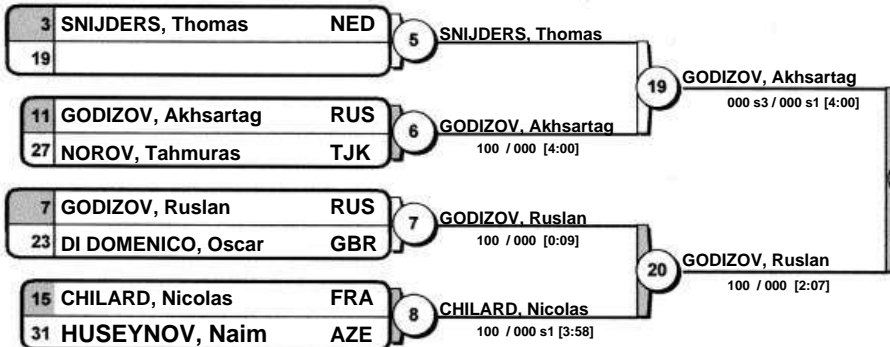 3 SNIJDERS, Thomas NED
19
5
SNIJDERS, Thomas
11 GODIZOV, Akhsartag RUS
27 NOROV, Tahmuras TJK
6
GODIZOV, Akhsartag
100 / 000 [4:00]
19
GODIZOV, Akhsartag
000 s3 / 000 s1 [4:00]
7 GODIZOV, Ruslan RUS
23 DI DOMENICO, Oscar GBR
7
GODIZOV, Ruslan
100 / 000 [0:09]
15 CHILARD, Nicolas FRA
31 HUSEYNOV, Naim AZE
8
CHILARD, Nicolas
100 / 000 s1 [3:58]
20
GODIZOV, Ruslan
100 / 000 [2:07]